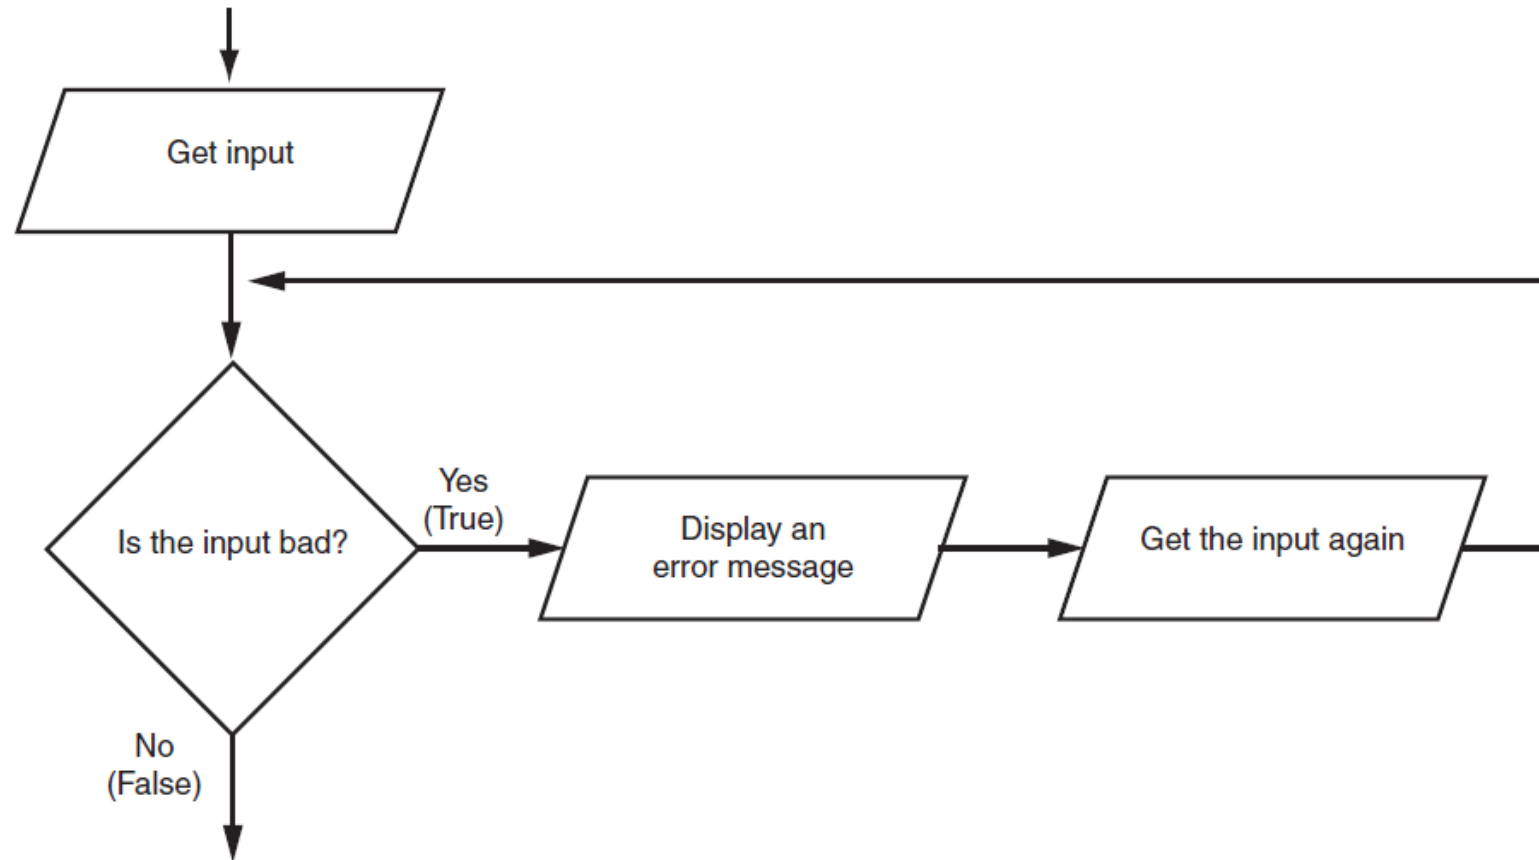 Get input
Yes
(True)
Is the input bad?
Display an
error message
Get the input again
No
(False)